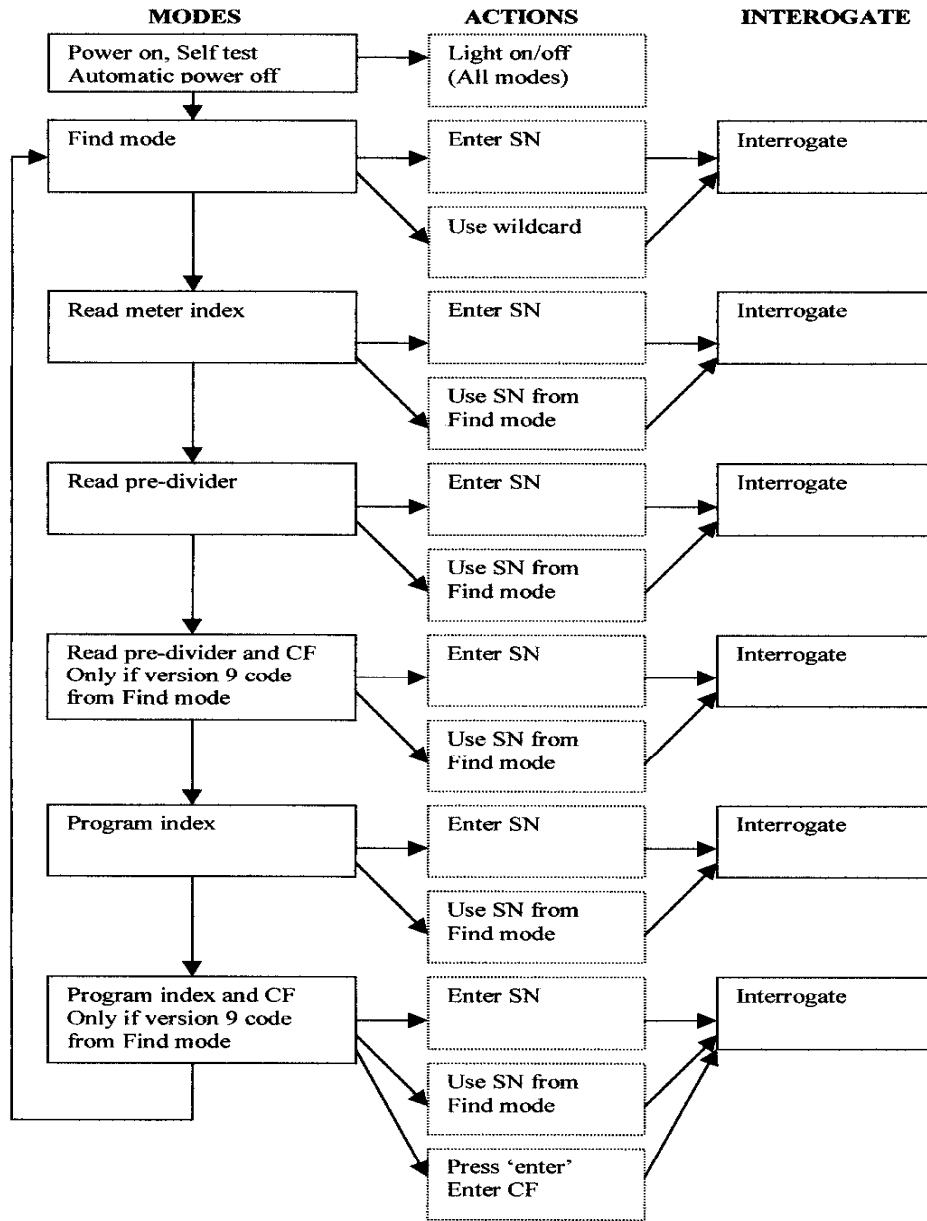 MODES ACTIONS INTEROGATE
Power on, Self test
Automatic power off
Light on/off
(All modes)
Find mode
Enter SN
Interrogate
Use wildcard
Read meter index
Enter SN
Interrogate
Use SN from
Find mode
Read pre-divider
Enter SN
Interrogate
Use SN from
Find mode
Read pre-divider and CF
Only if version 9 code
from Find mode
Enter SN
Interrogate
Use SN from
Find mode
Program index
Enter SN
Interrogate
Use SN from
Find mode
Program index and CF
Only if version 9 code
from Find mode
Enter SN
Interrogate
Use SN from
Find mode
Press ‘enter’
Enter CF